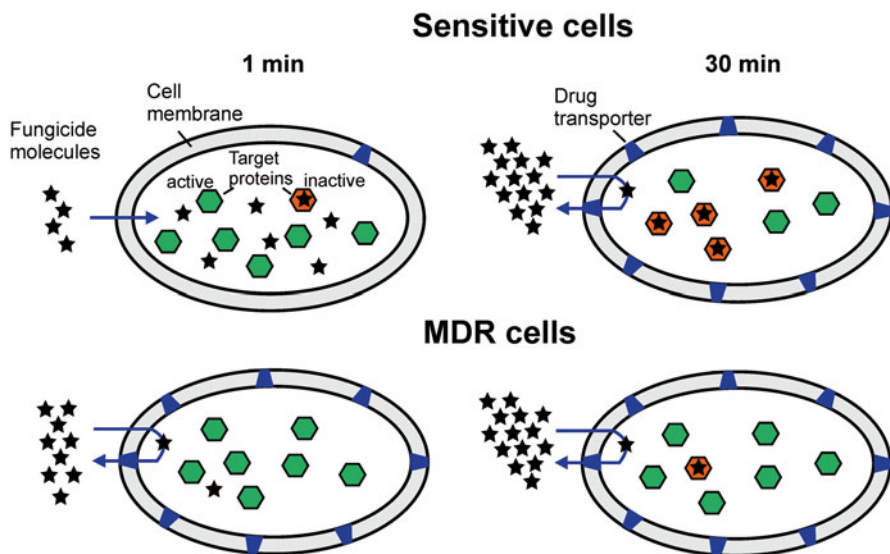 Sensitive cells
1 min
30 min
Cell
membrane
Drug
transporter
Fungicide
molecules
Target
proteins
active
inactive
MDR cells